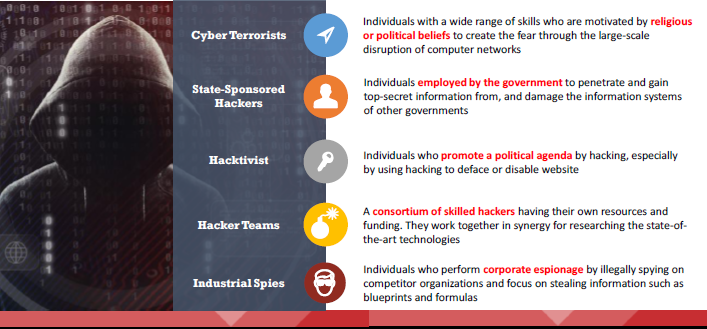 Cyber Terrorists
Individuals with a wide range of skills who are motivated by religious
or political beliefs to create the fear through the large-scale
disruption of computer networks
State-Sponsored
Hackers
Individuals employed by the government to penetrate and gain
top-secret information from, and damage the information systems
of other governments
Hacktivist
Individuals who promote a political agenda by hacking, especially
by using hacking to deface or disable website
Hacker Teams
A consortium of skilled hackers having their own resources and
funding. They work together in synergy for researching the state-of-
the-art technologies
Industrial Spies
Individuals who perform corporate espionage by illegally spying on
competitor organizations and focus on stealing information such as
blueprints and formulas